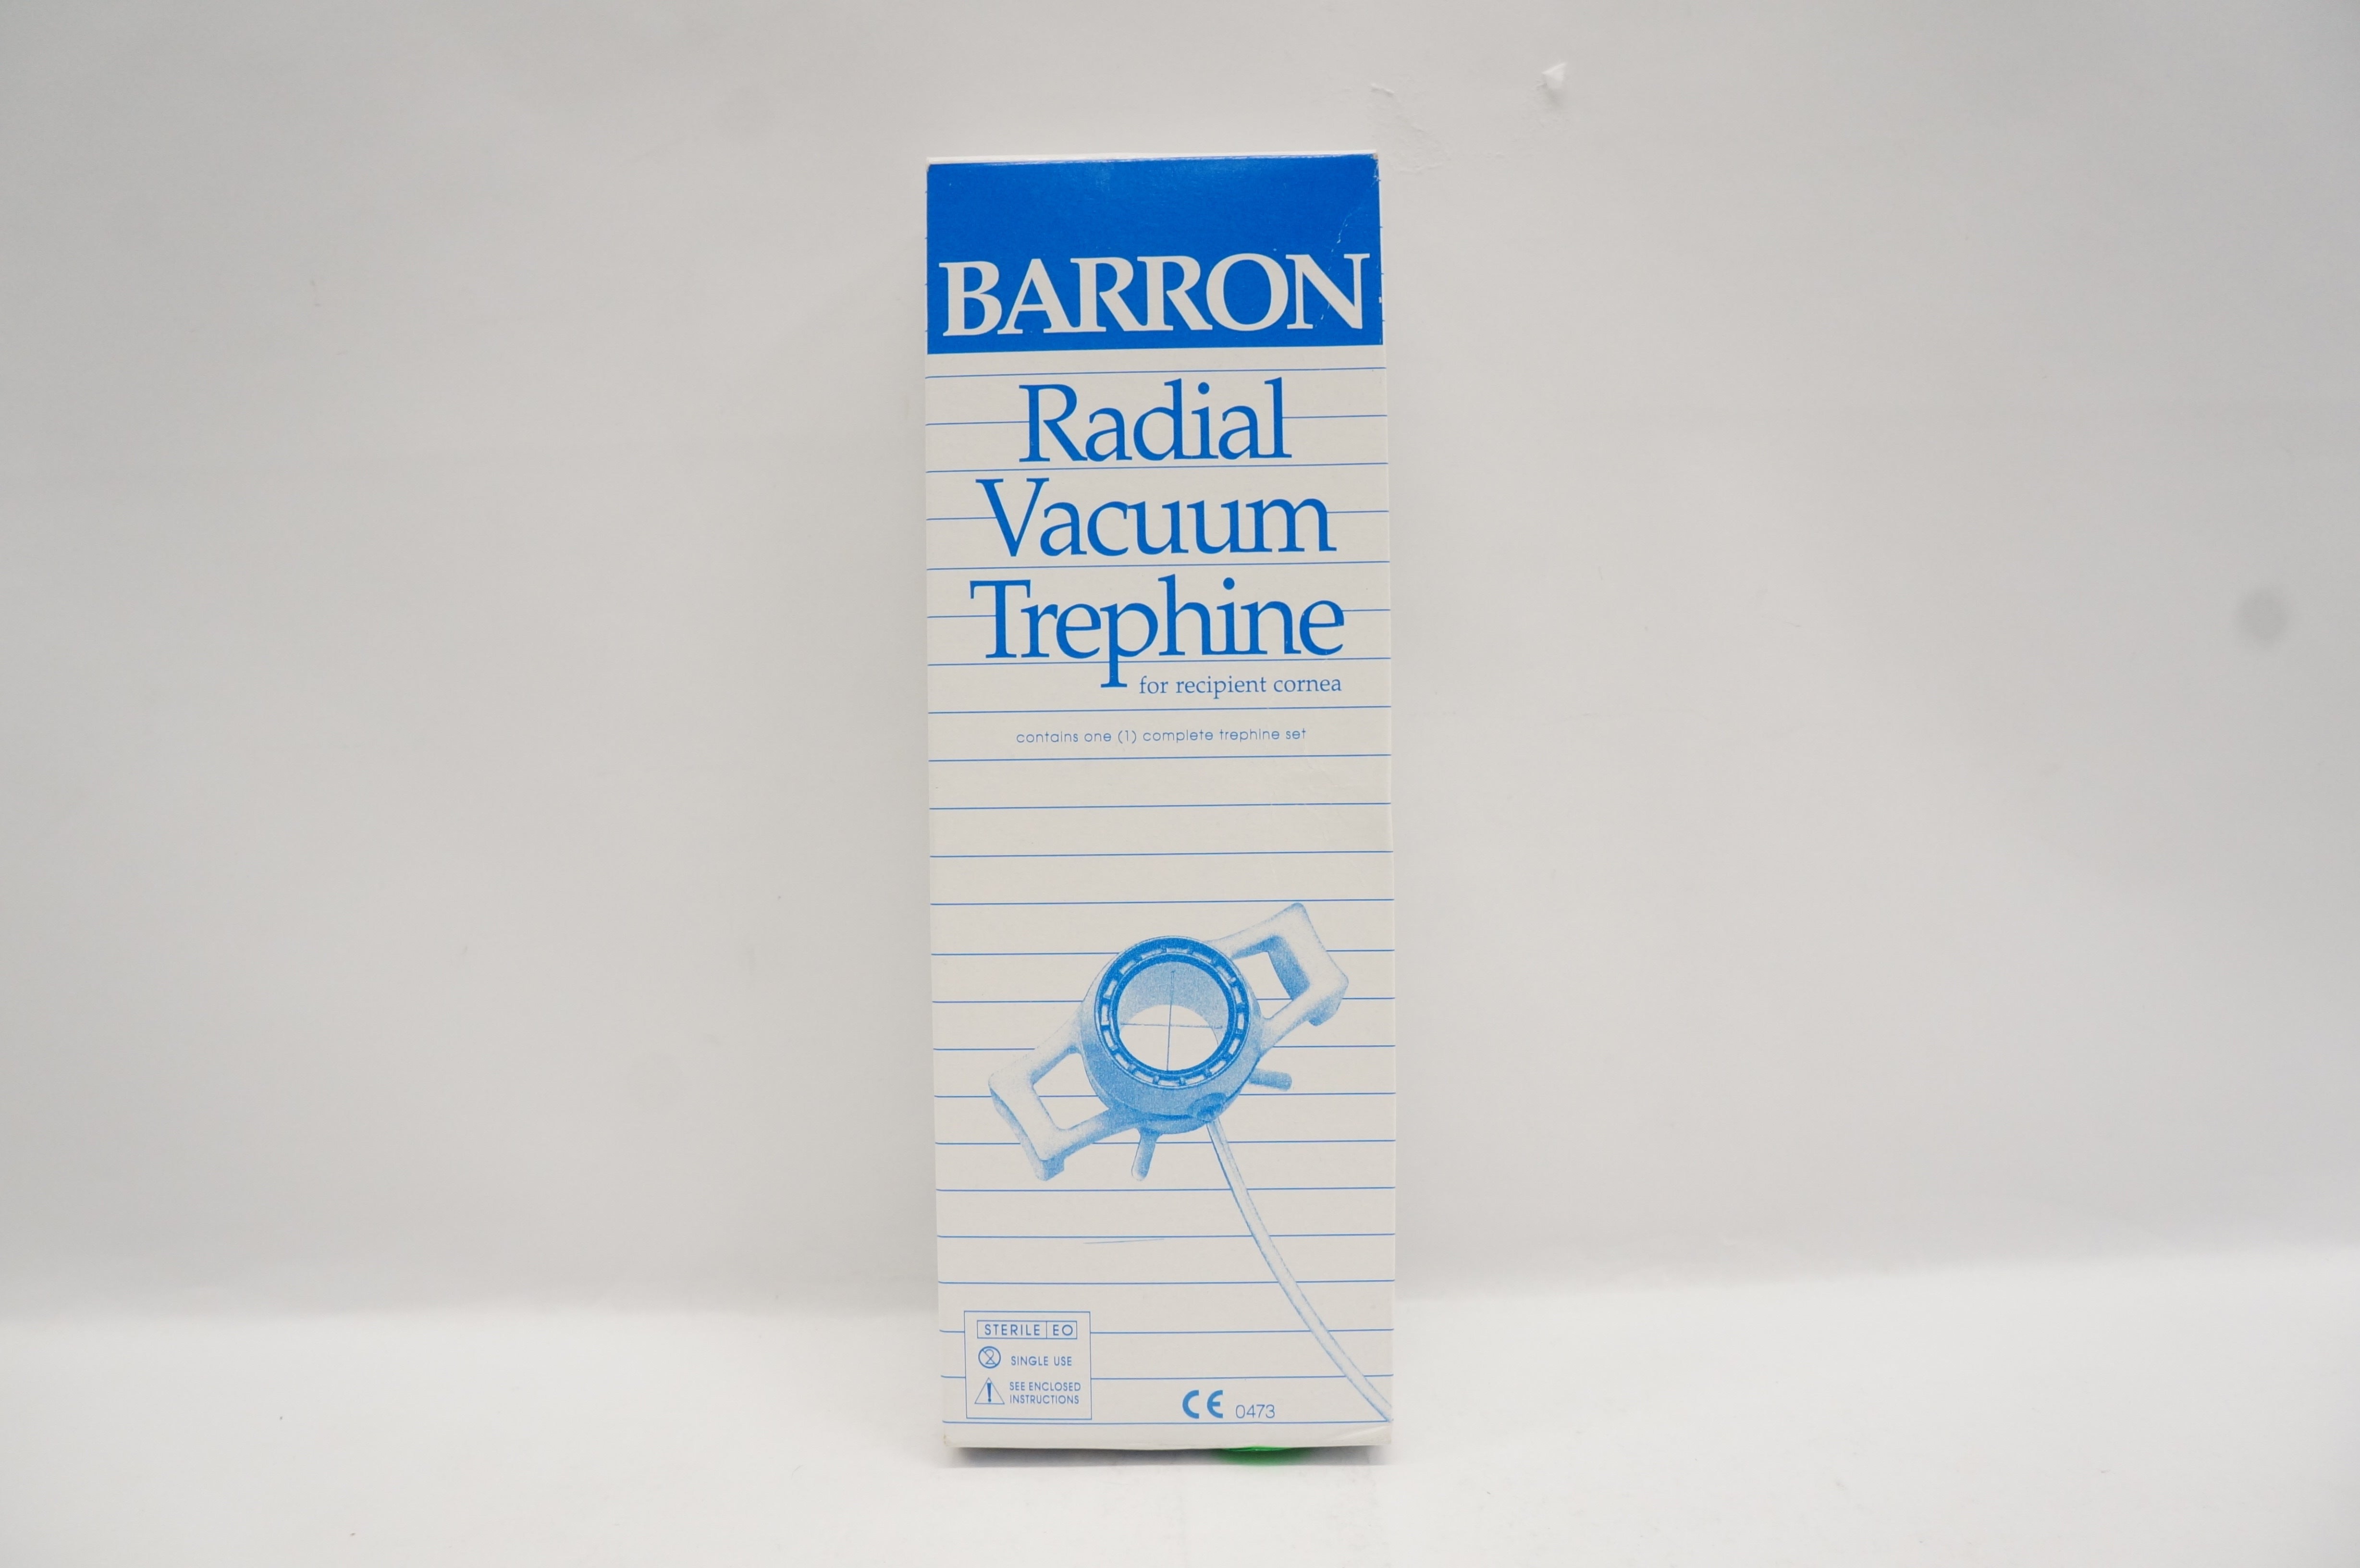 BARRON
Radial
Vacuum
Trephine
for recipient cornea
contains one (1) complete trephine set
STERILE EO
2 SINGLE USE
! SEE ENCLOSED
INSTRUCTIONS
CE 0473